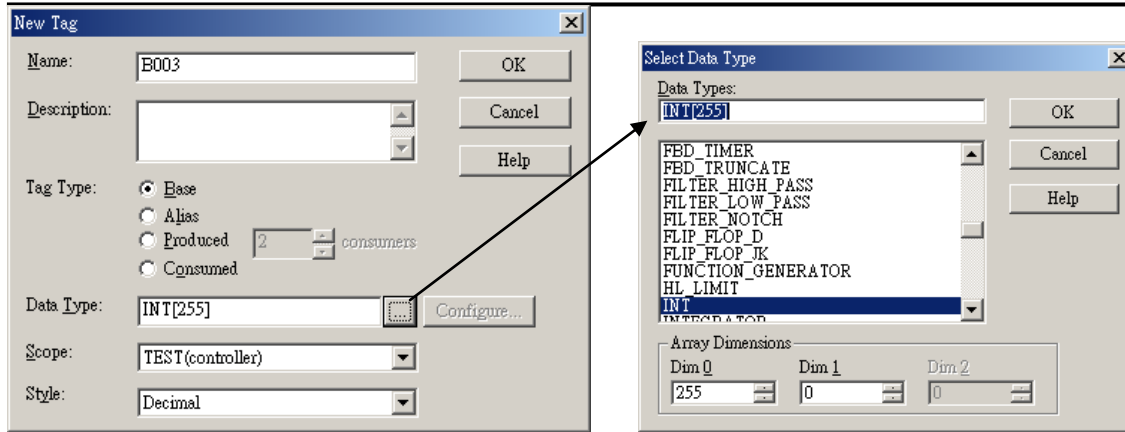 New Tag
Name:
B003
OK
Description:
Cancel
Help
Tag Type:
Base
Alias
Produced
2
consumers
Consumed
Data Type:
INT[255]
...
Configure...
Scope:
TEST(controller)
Style:
Decimal
Select Data Type
Data Types:
INT[255]
OK
FBD_TIMER
FBD_TRUNCATE
FILTER_HIGH_PASS
FILTER_LOW_PASS
FILTER_NOTCH
FLIP_FLOP_D
FLIP_FLOP_JK
FUNCTION_GENERATOR
HL_LIMIT
INT
INTEGRATOR
Cancel
Help
Array Dimensions
Dim 0
Dim 1
Dim 2
255
0
0